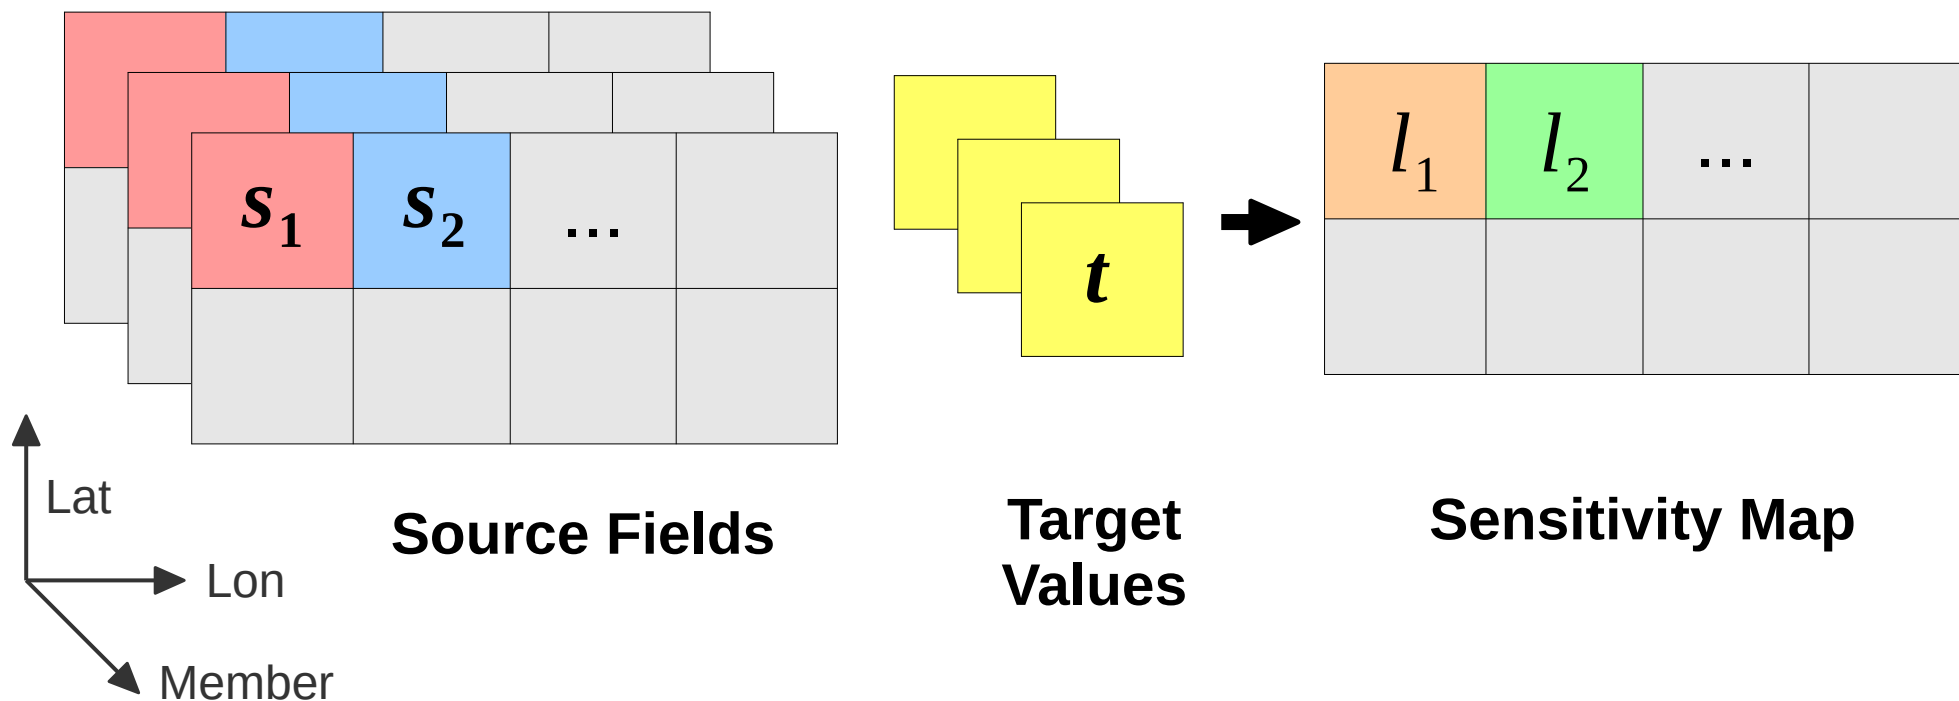 s₁ s₂ ...
t
l₁ l₂ ...
Lat
Lon
Member
Source Fields
Target
Values
Sensitivity Map